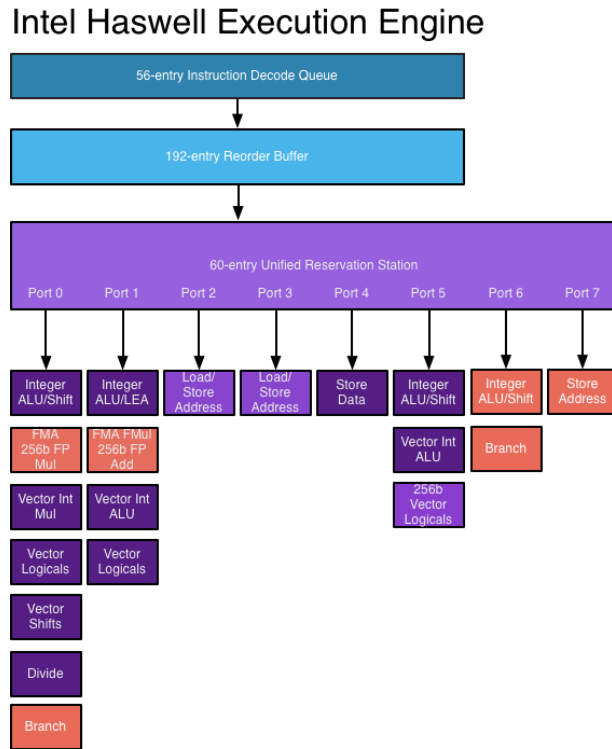 Intel Haswell Execution Engine
56-entry Instruction Decode Queue
192-entry Reorder Buffer
60-entry Unified Reservation Station
Port 0
Port 1
Port 2
Port 3
Port 4
Port 5
Port 6
Port 7
Integer
ALU/Shift
Integer
ALU/LEA
Load/
Store
Address
Load/
Store
Address
Store
Data
Integer
ALU/Shift
Integer
ALU/Shift
Store
Address
FMA
256b FP
Mul
FMA FMul
256b FP
Add
Vector Int
ALU
Branch
Vector Int
Mul
Vector Int
ALU
256b
Vector
Logicals
Vector
Logicals
Vector
Logicals
Vector
Shifts
Divide
Branch